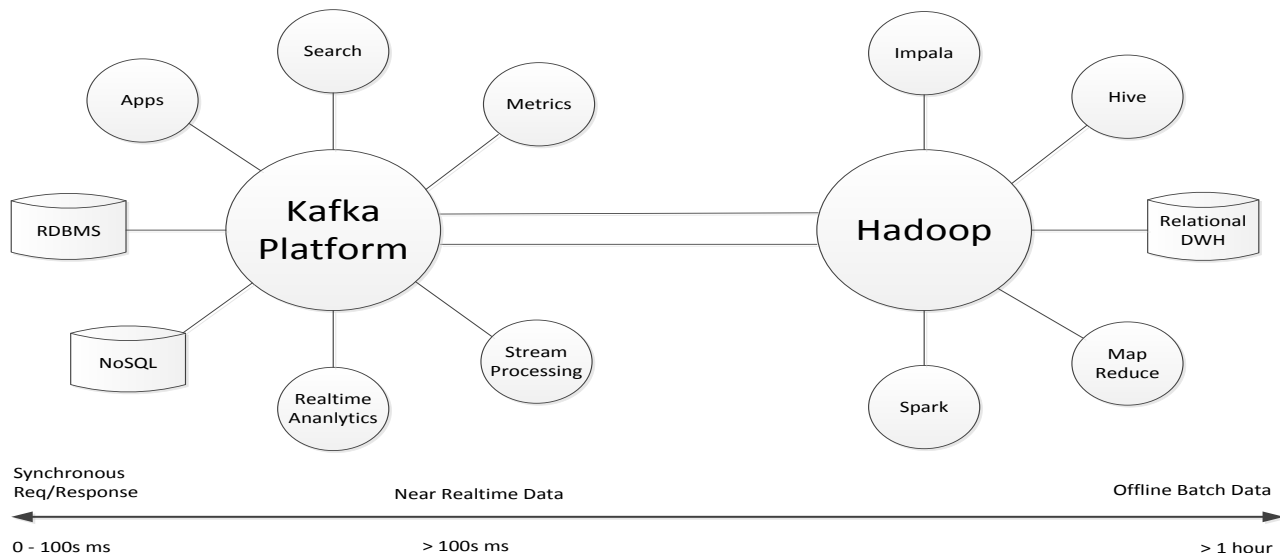 Search
Impala
Apps
Metrics
Hive
Kafka
Platform
Hadoop
RDBMS
Relational
DWH
NoSQL
Stream
Processing
Map
Reduce
Realtime
Ananlytics
Spark
Synchronous
Req/Response
Near Realtime Data
Offline Batch Data
0 - 100s ms
> 100s ms
> 1 hour